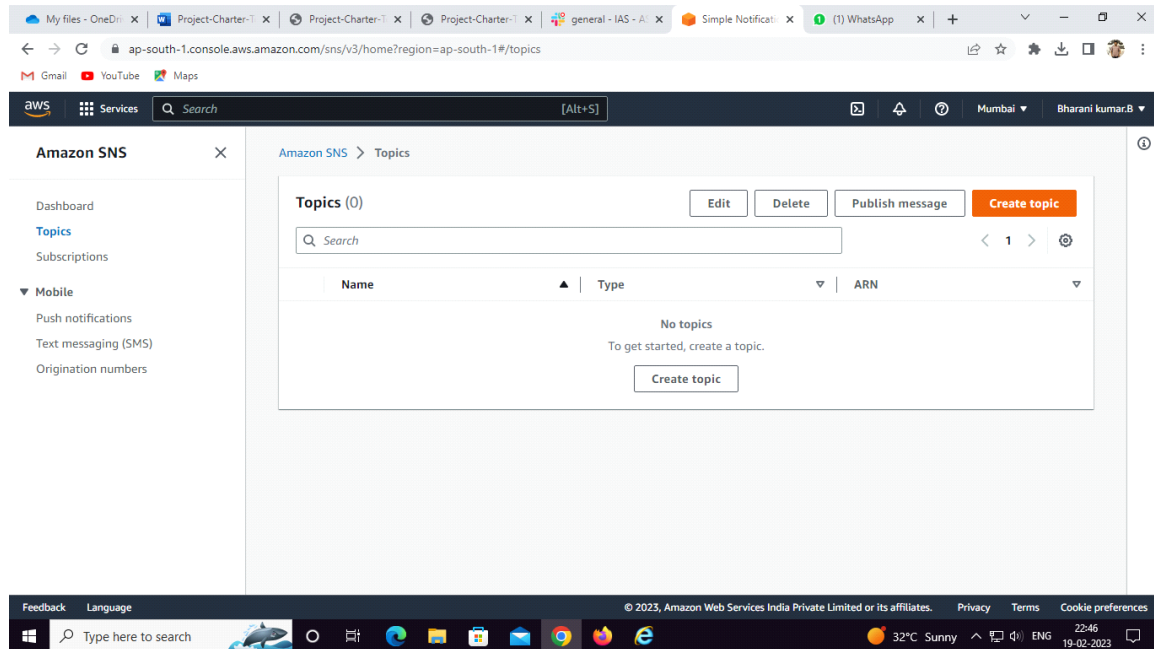 My files - OneDri
Project-Charter-T
Project-Charter-T
Project-Charter-T
general - IAS - A
Simple Notificati
(1) WhatsApp
ap-south-1.console.aws.amazon.com/sns/v3/home?region=ap-south-1#/topics
Gmail YouTube Maps
aws Services Search [Alt+S] Mumbai Bharani kumar.B
Amazon SNS
Dashboard
Topics
Subscriptions
Mobile
Push notifications
Text messaging (SMS)
Origination numbers
Amazon SNS > Topics
Topics (0) Edit Delete Publish message Create topic
Search 1
Name Type ARN
No topics
To get started, create a topic.
Create topic
Feedback Language © 2023, Amazon Web Services India Private Limited or its affiliates. Privacy Terms Cookie preferences
Type here to search 32°C Sunny ENG 22:46
19-02-2023